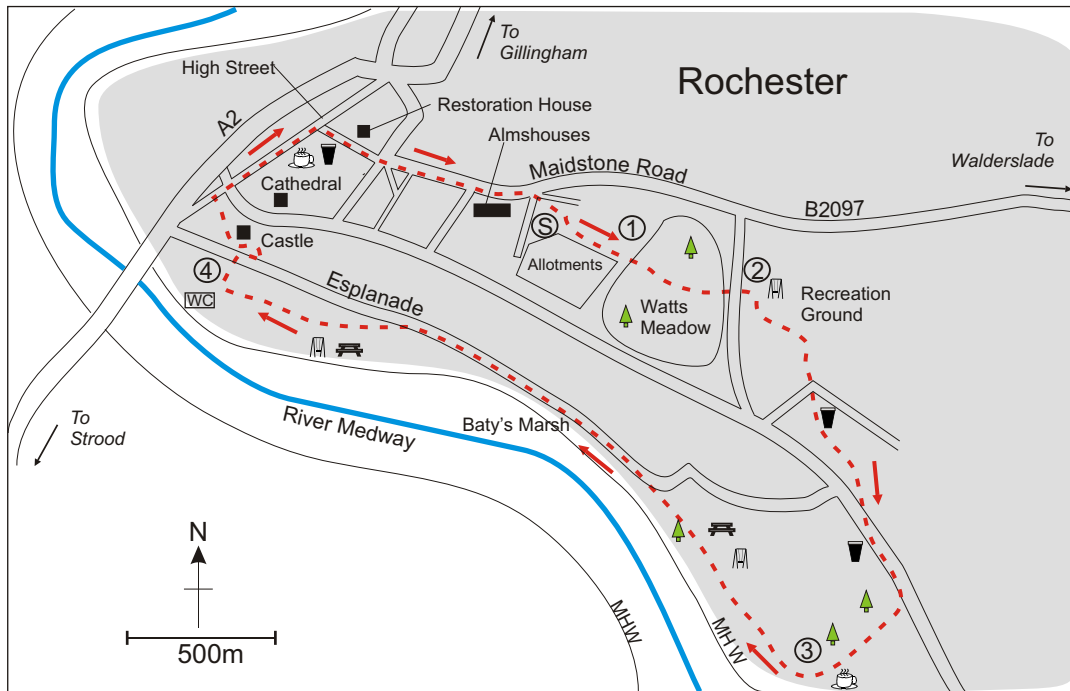 To
Gillingham
High Street
Rochester
A2
Restoration House
Almshouses
To
Walderslade
Maidstone Road
Cathedral
B2097
S
1
Castle
Allotments
2
4
WC
Esplanade
Watts
Meadow
Recreation
Ground
To
Strood
River Medway
Baty's Marsh
N
500m
MHW
MHW
3